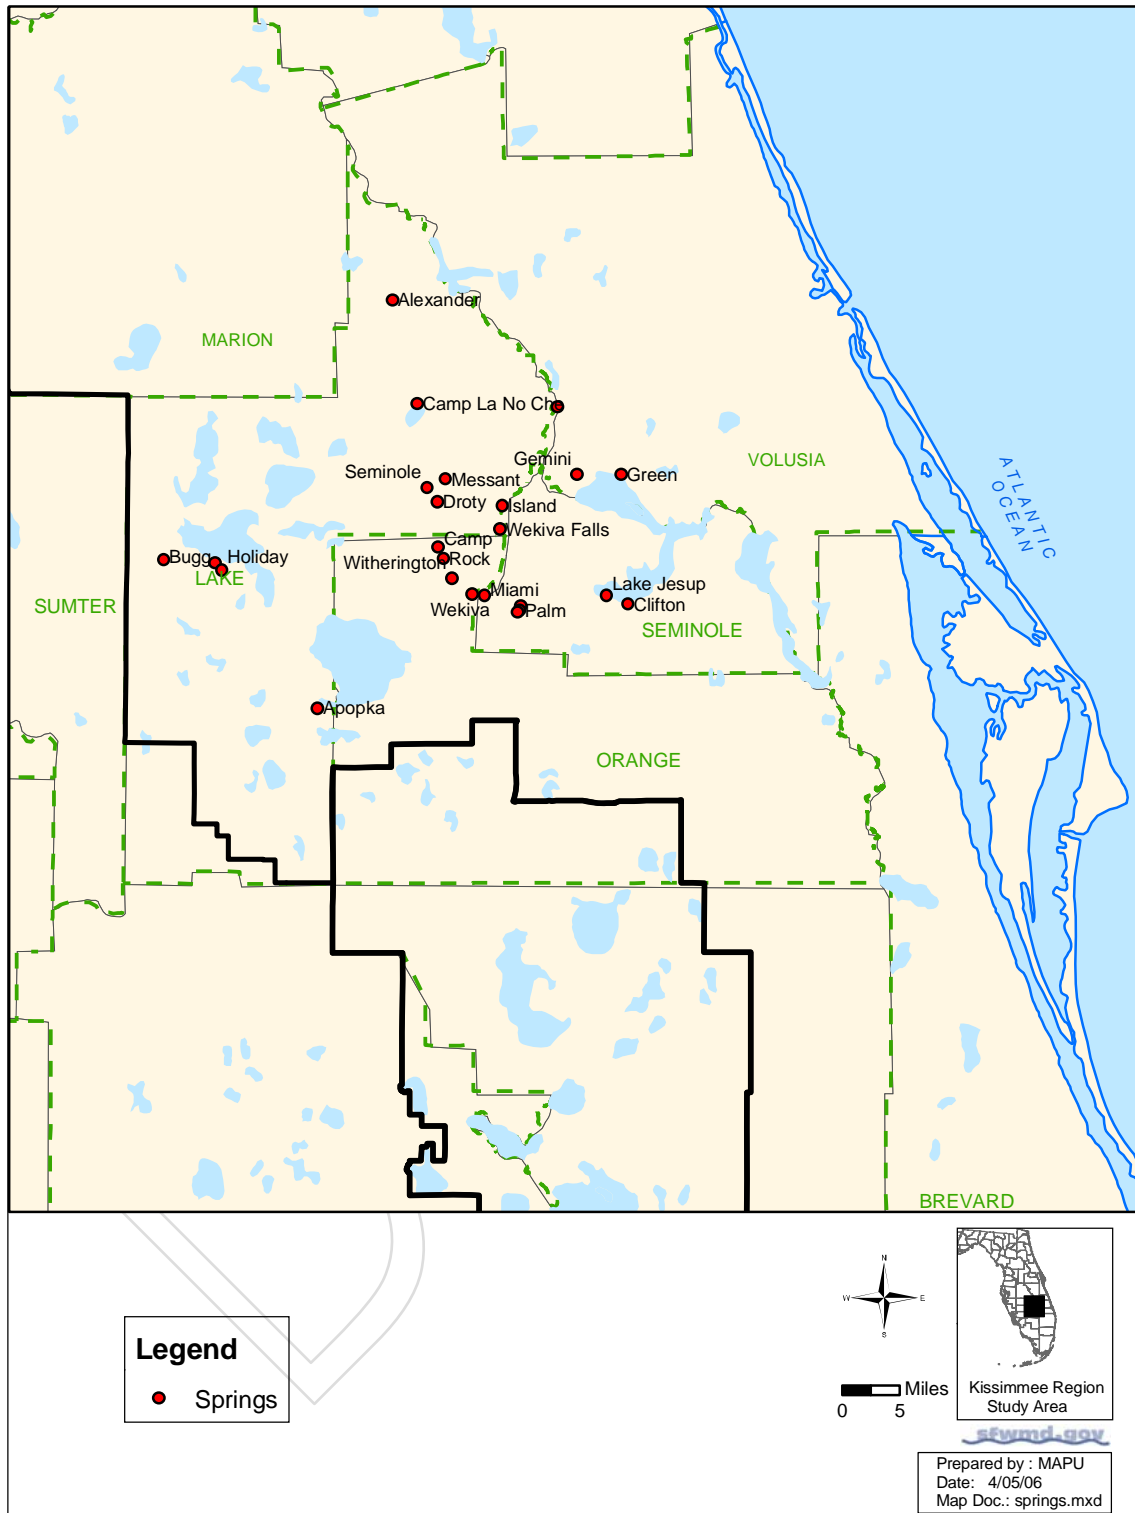 Alexander
MARION
Camp La No Che
VOLUSIA
ATLANTIC
OCEAN
Gemini
Green
Seminole
Messant
Droty
Island
Wekiva Falls
Camp
Rock
Witherington
Bugg
Holiday
LAKE
SUMTER
Miami
Wekiya
Palm
Lake Jesup
Clifton
SEMINOLE
Apopka
ORANGE
BREVARD
Legend
Springs
N
W
E
S
Miles
0 5
Kissimmee Region
Study Area
sfwmd.gov
Prepared by : MAPU
Date: 4/05/06
Map Doc.: springs.mxd